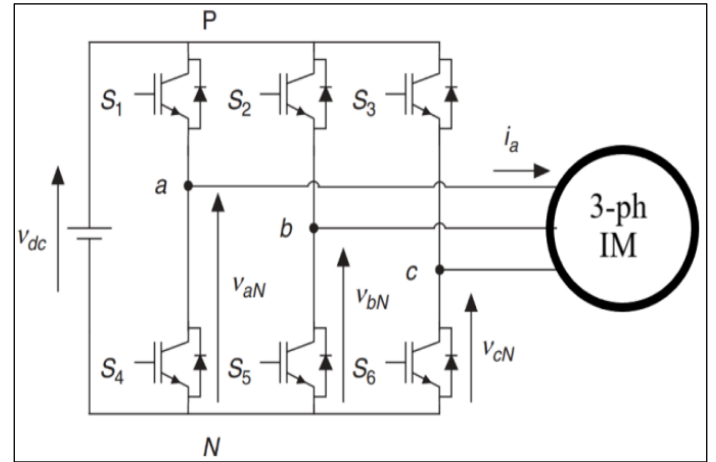 P
S1 S2 S3
ia
a
3-ph
IM
b
vdc
c
vaN
vbN
vcN
S4 S5 S6
N